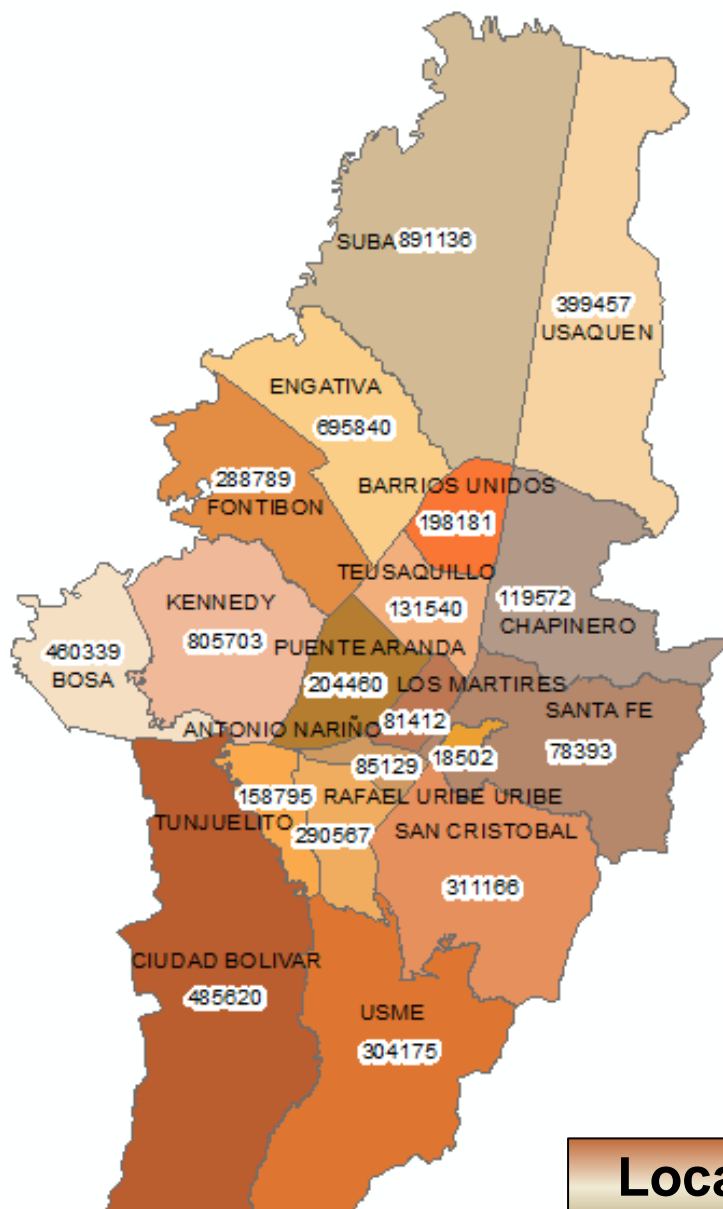 SUBA 891136
399457
USAQUEN
ENGATIVA
695840
288789
FONTIBON
BARRIOS UNIDOS
198181
TEUSAQUILLO
131540
119572
CHAPINERO
KENNEDY
805703
460339
BOSA
PUENTE ARANDA
204460
LOS MARTIRES
81412
SANTA FE
78393
ANTONIO NARIÑO
85129
18502
158795
TUNJUELITO
RAFAEL URIBE URIBE
290567
SAN CRISTOBAL
311166
CIUDAD BOLIVAR
485620
USME
304175
Loca